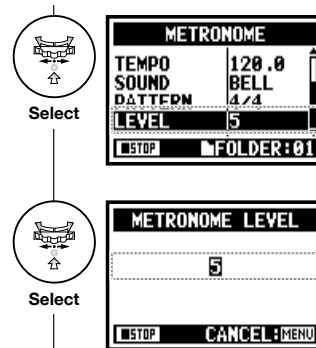 METRONOME
TEMPO 120.0
SOUND BELL
PATTERN 4/4
LEVEL 5
STOP FOLDER:01
Select
METRONOME LEVEL
5
STOP CANCEL:MENU
Select